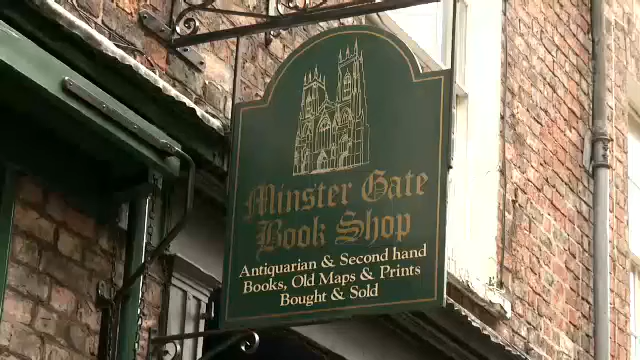 Minster Gate
Book Shop
Antiquarian & Second hand
Books, Old Maps & Prints
Bought & Sold